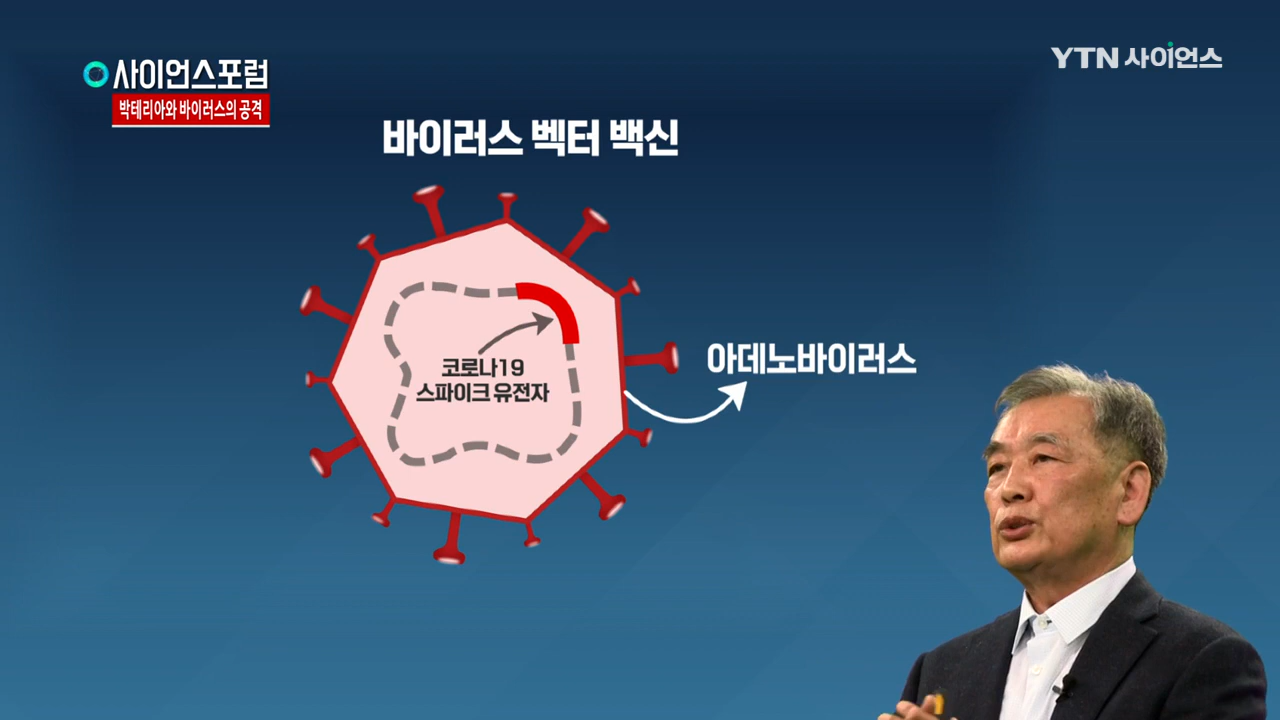 사이언스포럼
박테리아와 바이러스의 공격
YTN 사이언스
바이러스 벡터 백신
코로나19
스파이크 유전자
아데노바이러스